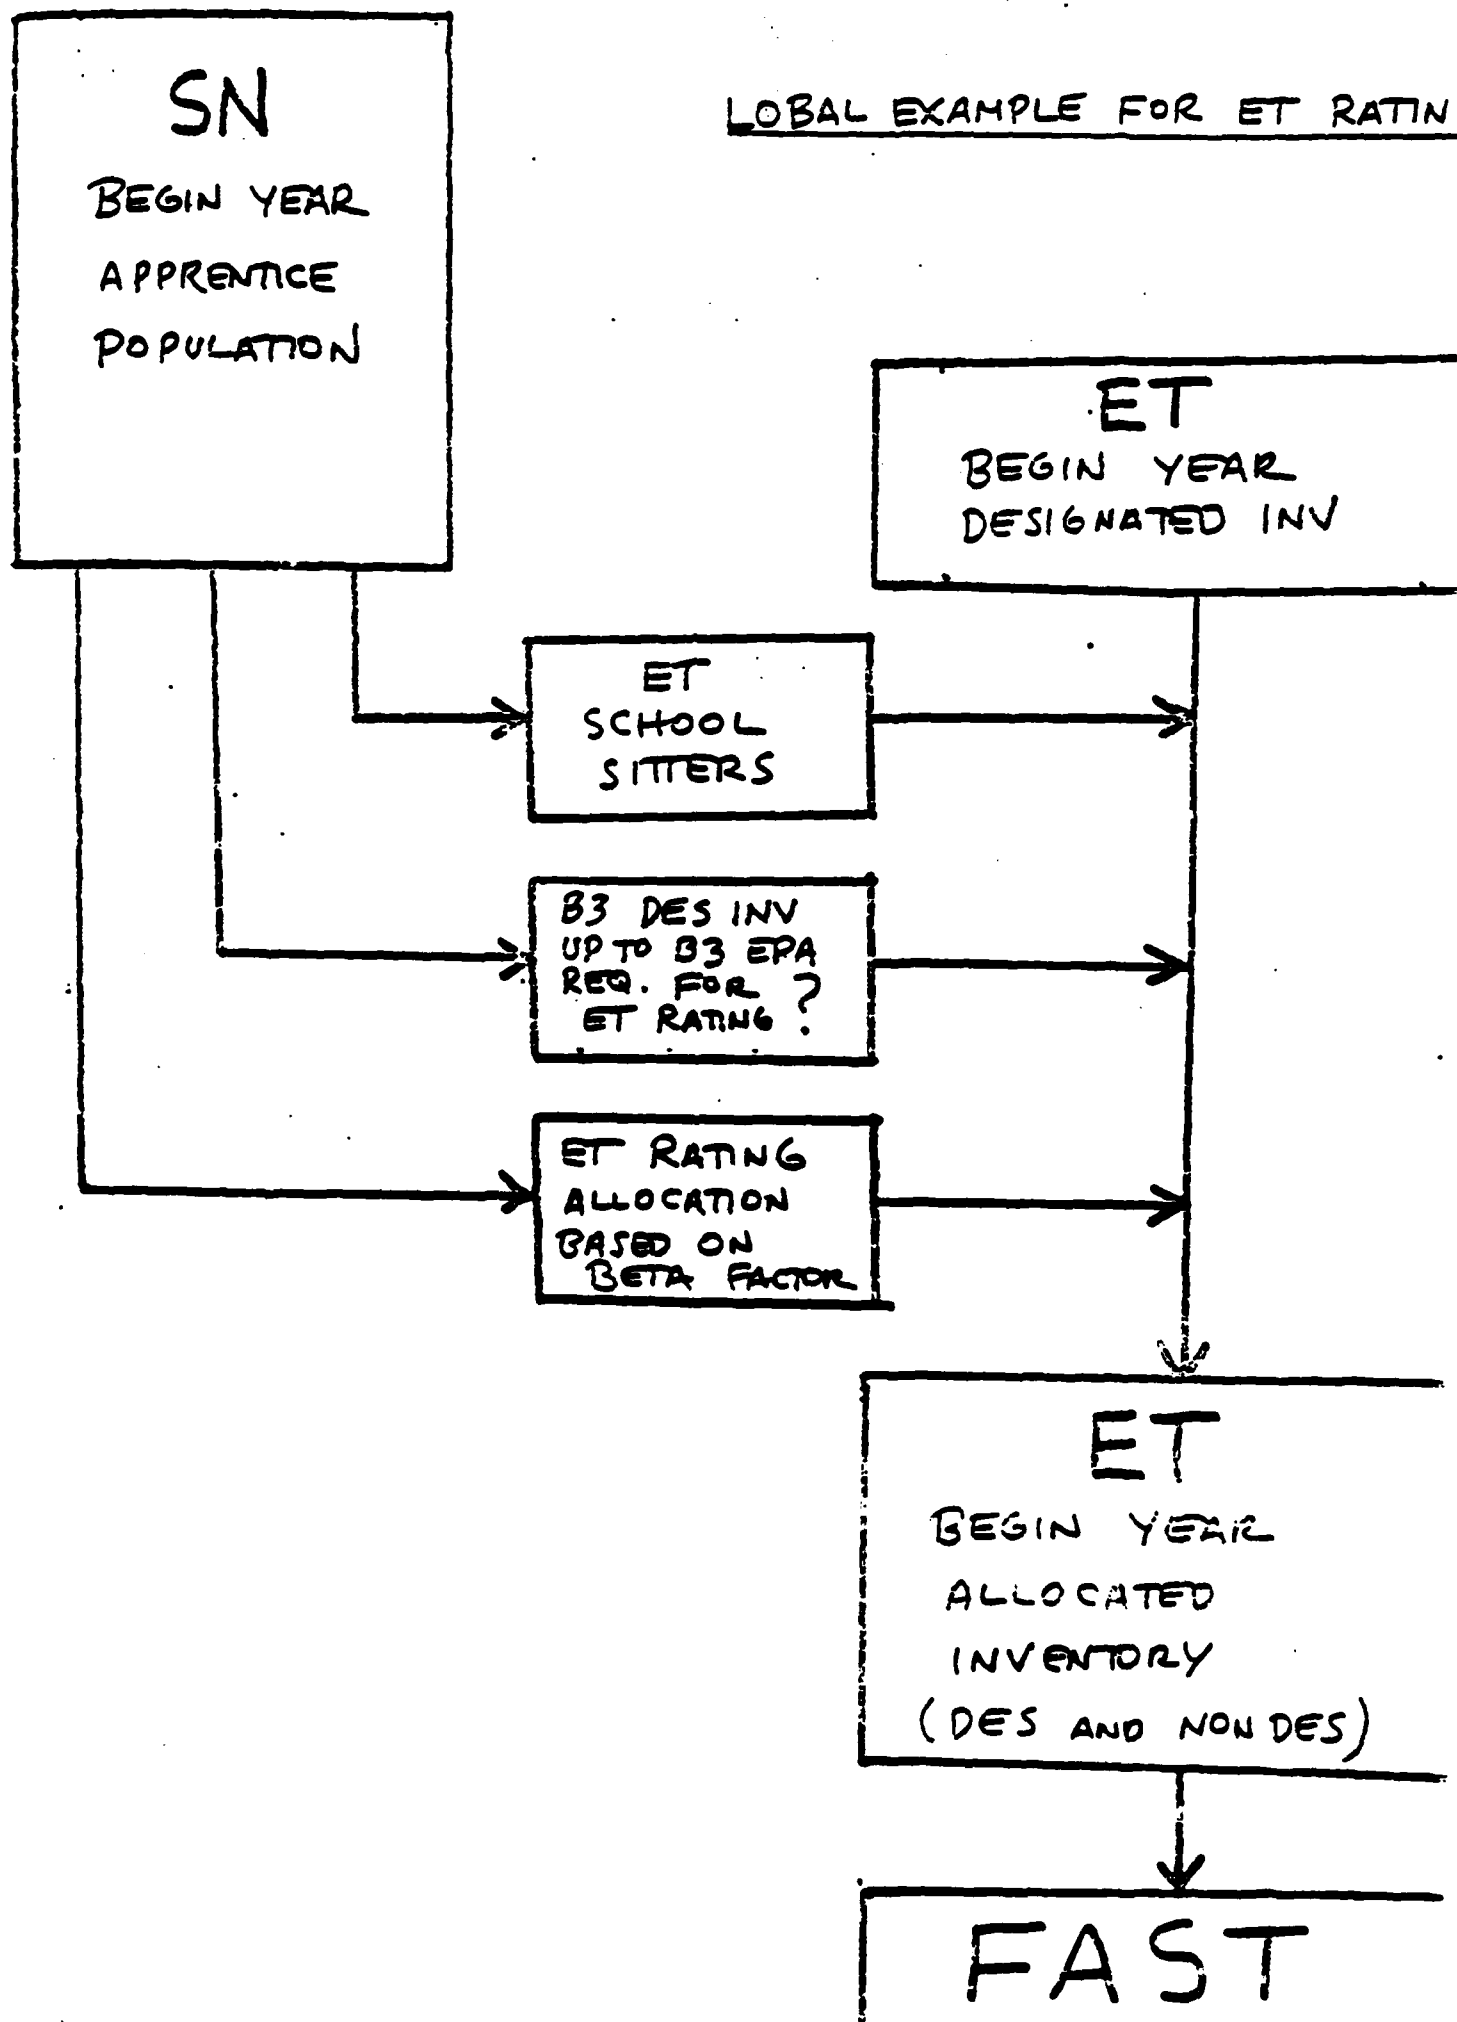 SN
BEGIN YEAR
APPRENTICE
POPULATION
LOBAL EXAMPLE FOR ET RATIN
ET
BEGIN YEAR
DESIGNATED INV
ET
SCHOOL
SITTERS
B3 DES INV
UP TO B3 EPA
REQ. FOR
ET RATING ?
ET RATING
ALLOCATION
BASED ON
BETA FACTOR
ET
BEGIN YEAR
ALLOCATED
INVENTORY
(DES AND NON DES)
FAST